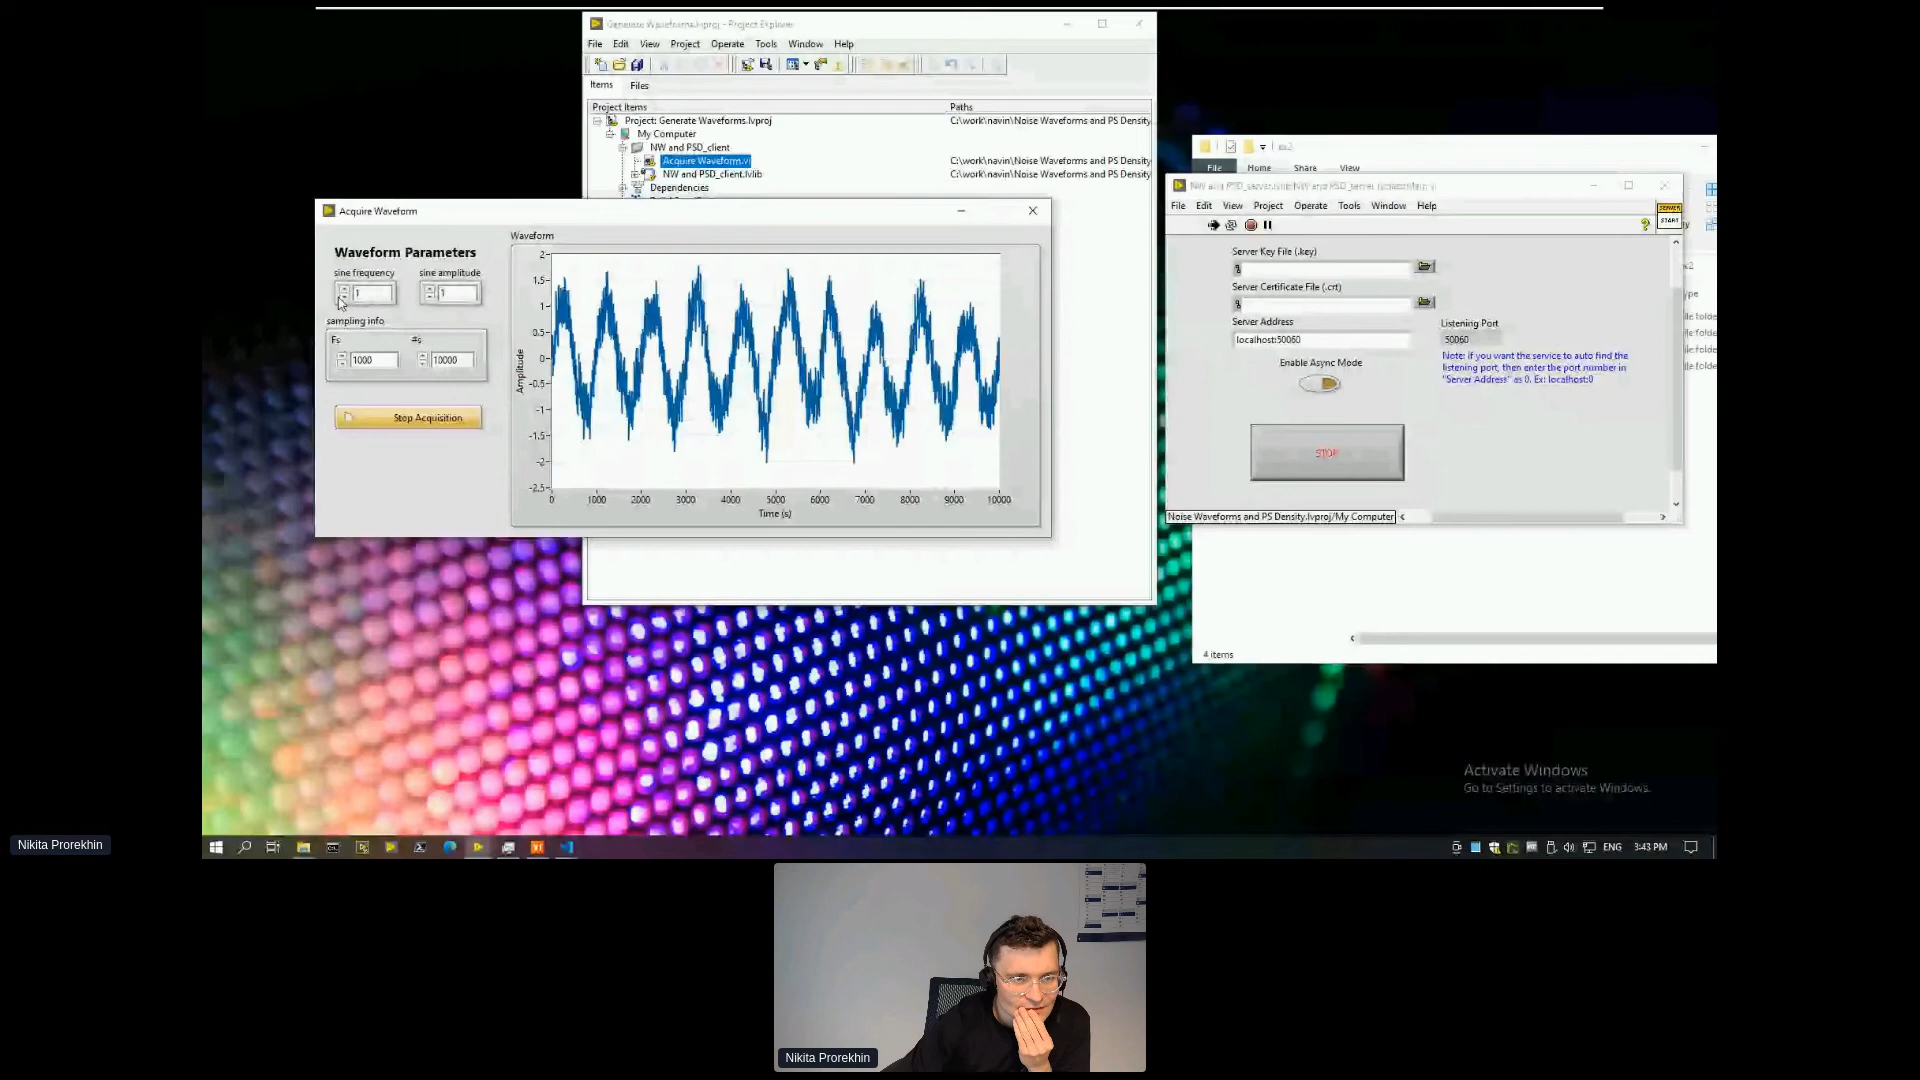 Generate Waveforms.lvproj - Project Explorer
File Edit View Project Operate Tools Window Help
Items Files
Project Items Paths
Project: Generate Waveforms.lvproj C:\work\navin\Noise Waveforms and PS Density
My Computer
NW and PSD_client
Acquire Waveform.vi C:\work\navin\Noise Waveforms and PS Density
NW and PSD_client.lvlib C:\work\navin\Noise Waveforms and PS Density
Dependencies
Acquire Waveform
Waveform Parameters
sine frequency sine amplitude
1 1
sampling info
Fs #s
1000 10000
Stop Acquisition
Waveform
Amplitude
2
1.5
1
0.5
0
-0.5
-1
-1.5
-2
-2.5
0 1000 2000 3000 4000 5000 6000 7000 8000 9000 10000
Time (s)
File Home Share View
File Edit View Project Operate Tools Window Help
SERVER
START
Server Key File (.key)
Server Certificate File (.crt)
Server Address
localhost:50060
Enable Async Mode
Listening Port
50060
Note: if you want the service to auto find the
listening port, then enter the port number in
"Server Address" as 0. Ex: localhost:0
STOP
Noise Waveforms and PS Density.lvproj/My Computer
4 items
Activate Windows
Go to Settings to activate Windows.
ENG 3:43 PM
Nikita Prorekhin
Nikita Prorekhin